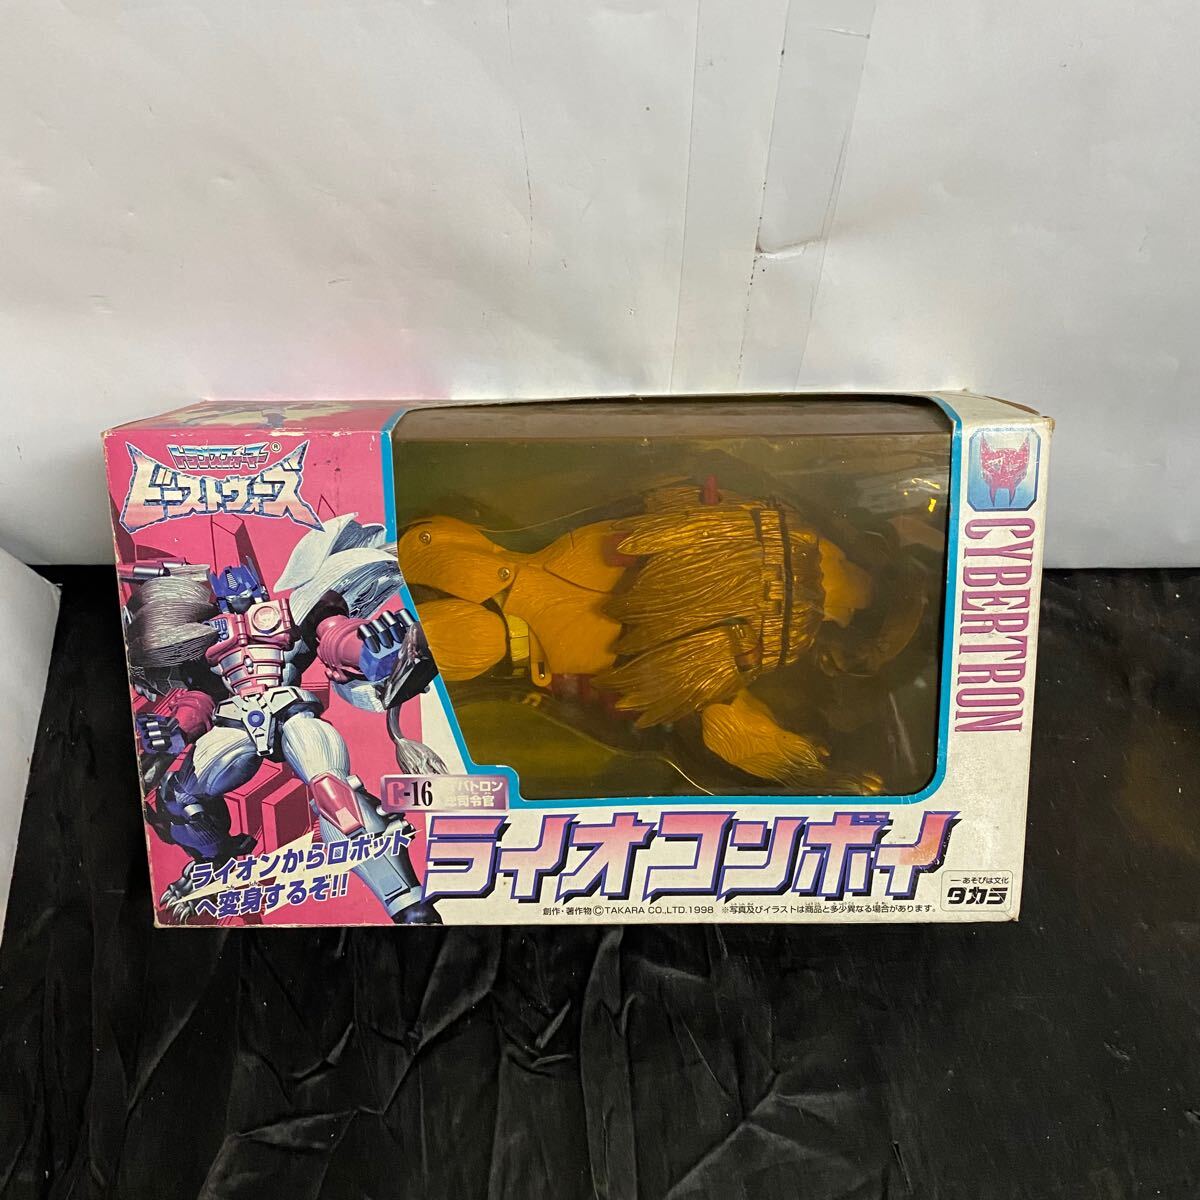 トランスフォーマー®
ビーストウォーズ
CYBERTRON
C-16
バトロン
総司令官
ライオコンボイ
ライオンからロボット
へ変身するぞ!!
あそびは文化
タカラ
創作・著作物©TAKARA CO.,LTD.1998 ※写真及びイラストは商品と多少異なる場合があります。